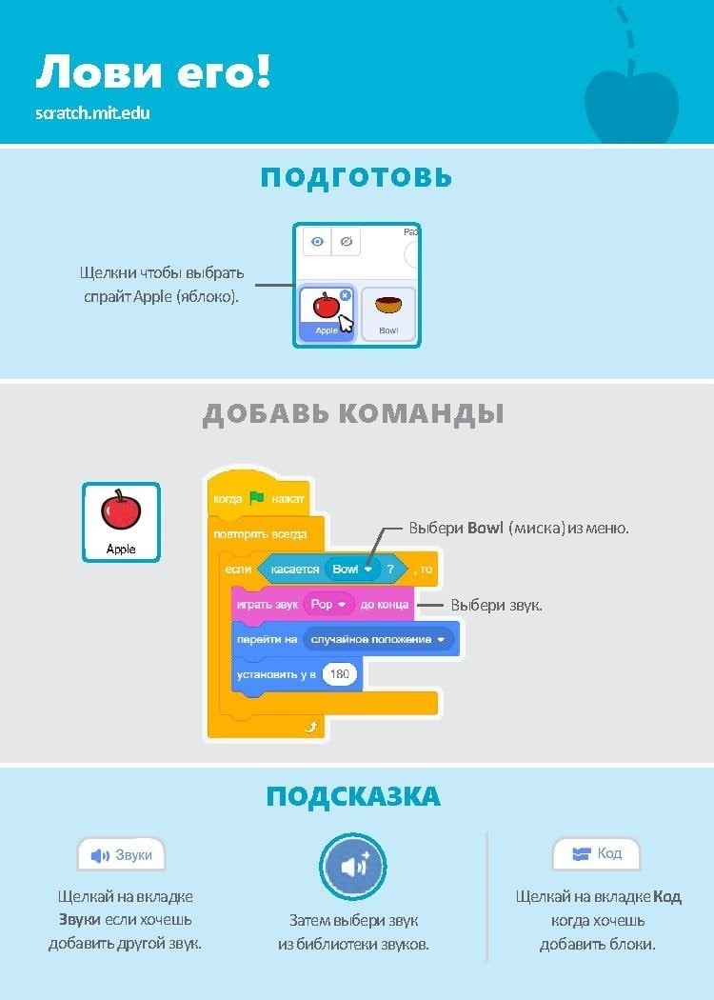 Лови его!
scratch.mit.edu
ПОДГОТОВЬ
Щелкни чтобы выбрать
спрайт Apple (яблоко).
Раз
Apple
Bowl
ДОБАВЬ КОМАНДЫ
Apple
когда нажат
повторять всегда
если касается Bowl ? , то
играть звук Pop до конца
перейти на случайное положение
установить y в 180
Выбери Bowl (миска) из меню.
Выбери звук.
ПОДСКАЗКА
Звуки
Щелкай на вкладке
Звуки если хочешь
добавить другой звук.
Затем выбери звук
из библиотеки звуков.
Код
Щелкай на вкладке Код
когда хочешь
добавить блоки.